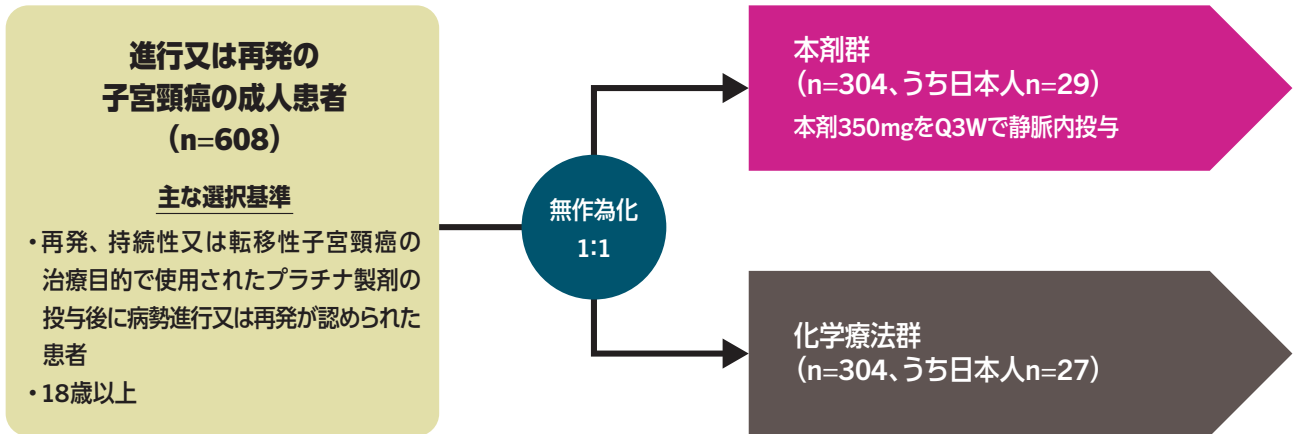 進行又は再発の
子宮頸癌の成人患者
(n=608)
主な選択基準
・再発、持続性又は転移性子宮頸癌の
治療目的で使用されたプラチナ製剤の
投与後に病勢進行又は再発が認められた
患者
・18歳以上
無作為化
1:1
本剤群
(n=304、うち日本人n=29)
本剤350mgをQ3Wで静脈内投与
化学療法群
(n=304、うち日本人n=27)